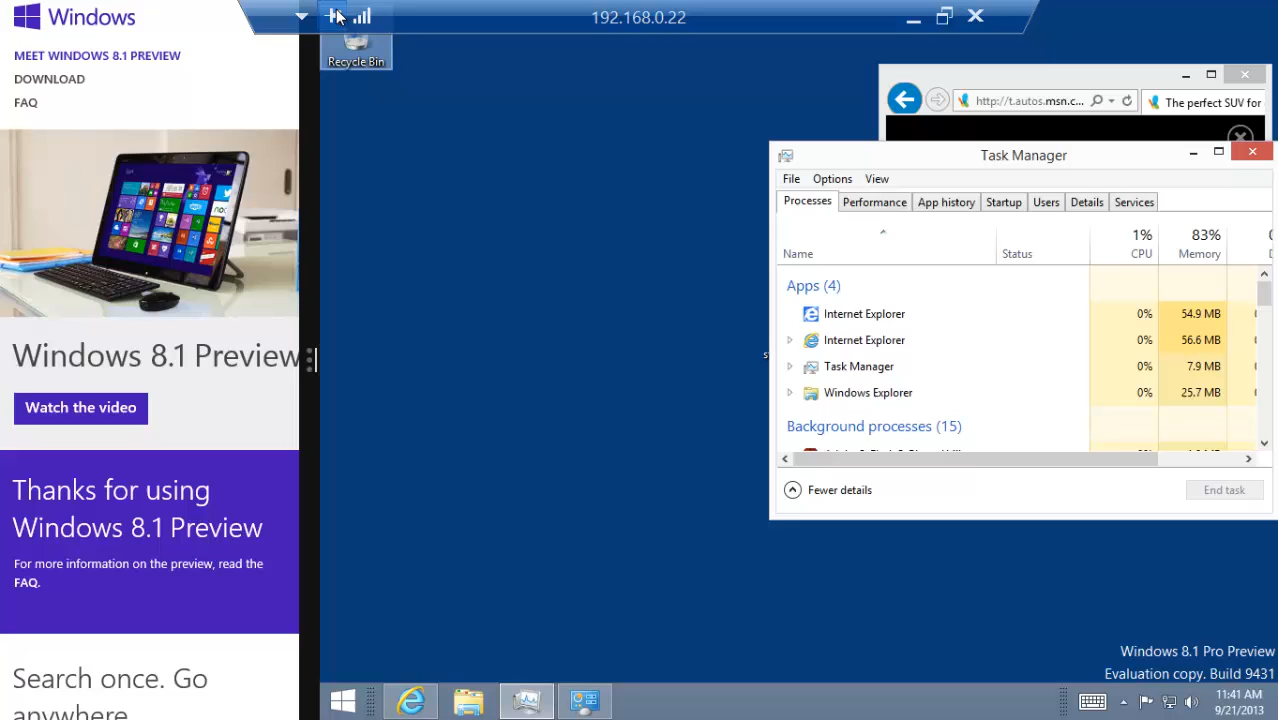 Windows
MEET WINDOWS 8.1 PREVIEW
DOWNLOAD
FAQ
Windows 8.1 Preview
Watch the video
Thanks for using
Windows 8.1 Preview
For more information on the preview, read the
FAQ.
Search once. Go
anywhere
192.168.0.22
Recycle Bin
http://t.autos.msn.c...
The perfect SUV for
Task Manager
File Options View
Processes Performance App history Startup Users Details Services
1% 83%
Name Status CPU Memory
Apps (4)
Internet Explorer 0% 54.9 MB
Internet Explorer 0% 56.6 MB
Task Manager 0% 7.9 MB
Windows Explorer 0% 25.7 MB
Background processes (15)
Fewer details
End task
Windows 8.1 Pro Preview
Evaluation copy. Build 9431
11:41 AM
9/21/2013